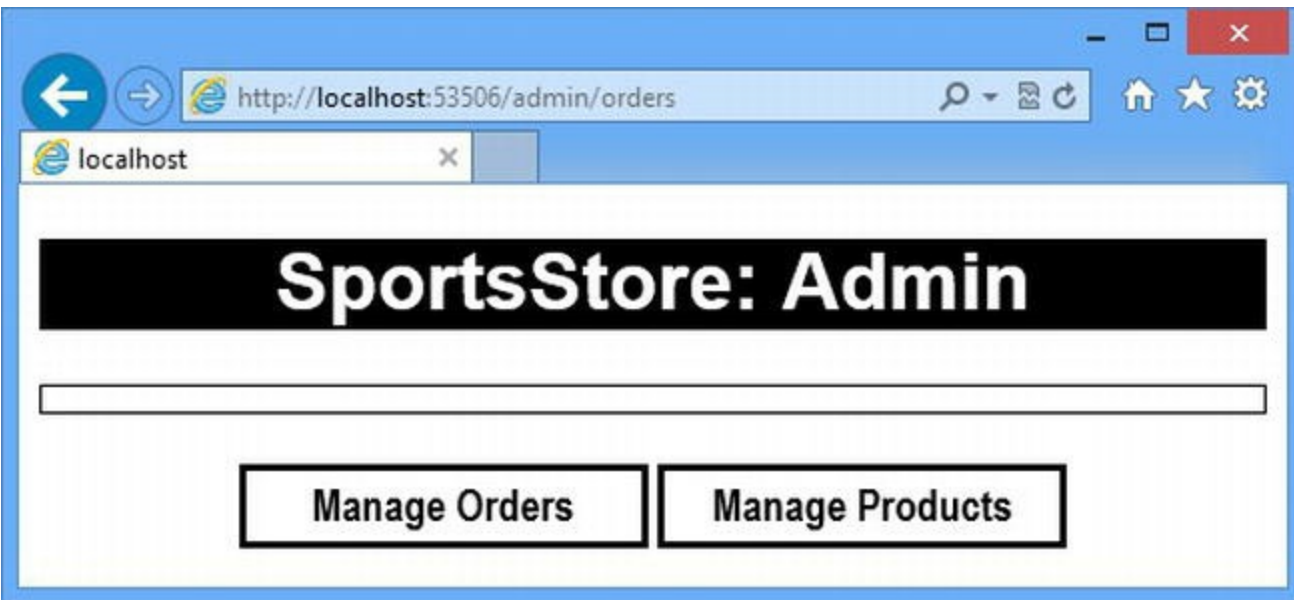 http://localhost:53506/admin/orders
localhost
SportsStore: Admin
Manage Orders Manage Products